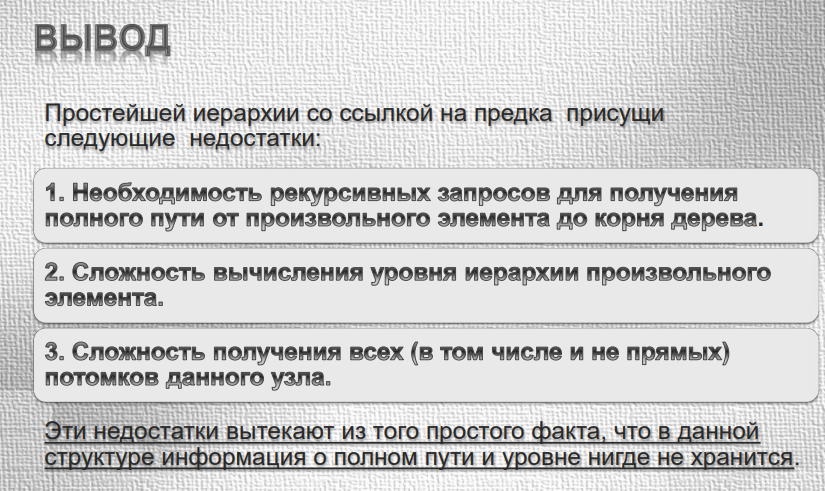 ВЫВОД
Простейшей иерархии со ссылкой на предка присущи
следующие недостатки:
1. Необходимость рекурсивных запросов для получения
полного пути от произвольного элемента до корня дерева.
2. Сложность вычисления уровня иерархии произвольного
элемента.
3. Сложность получения всех (в том числе и не прямых)
потомков данного узла.
Эти недостатки вытекают из того простого факта, что в данной
структуре информация о полном пути и уровне нигде не хранится.